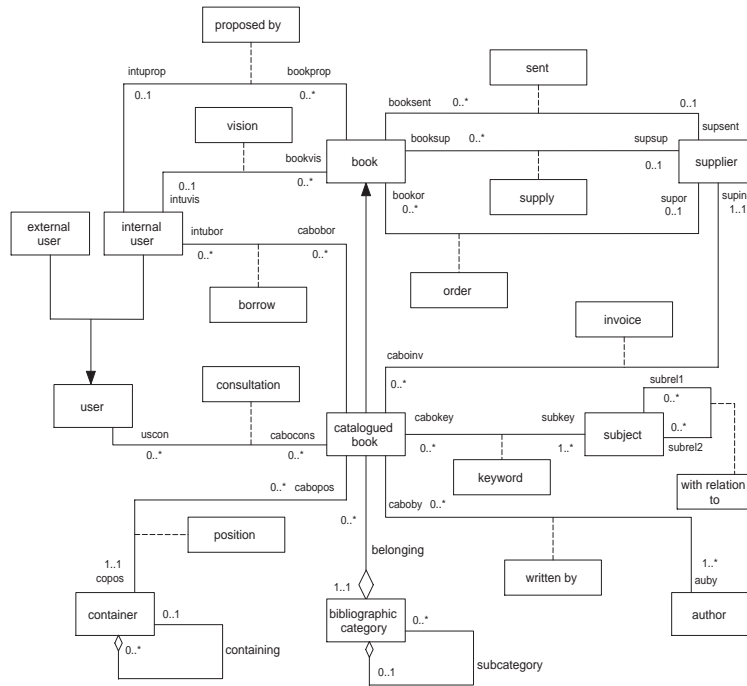 proposed by
intuprop
bookprop
0..1
0..*
sent
booksent
0..*
0..1
supsent
vision
bookvis
0..1
0..*
intuvis
book
booksup
0..*
supsup
0..1
supplier
supply
bookor
0..*
supor
0..1
supin
1..1
external
user
internal
user
intubor
0..*
cabobor
0..*
borrow
order
invoice
caboinv
0..*
user
consultation
uscon
0..*
cabocons
0..*
catalogued
book
cabokey
0..*
subkey
1..*
keyword
subject
subrel1
0..*
0..*
subrel2
with relation
to
0..*
cabopos
position
1..1
copos
0..*
belonging
1..1
caboby
0..*
written by
1..*
auby
author
container
0..1
0..*
containing
bibliographic
category
0..*
0..1
subcategory